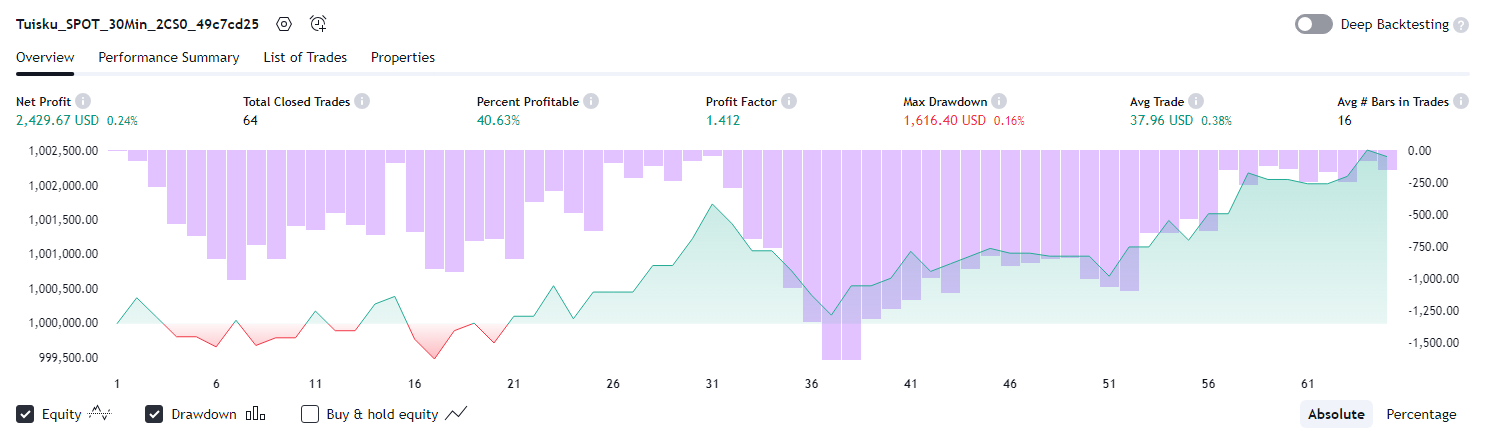 Tuisku_SPOT_30Min_2CS0_49c7cd25 Deep Backtesting
Overview Performance Summary List of Trades Properties
Net Profit Total Closed Trades Percent Profitable Profit Factor Max Drawdown Avg Trade Avg # Bars in Trades
2,429.67 USD 0.24% 64 40.63% 1.412 1,616.40 USD 0.16% 37.96 USD 0.38% 16
1,002,500.00 0.00
1,002,000.00 -250.00
1,001,500.00 -500.00
1,001,000.00 -750.00
1,000,500.00 -1,000.00
1,000,000.00 -1,250.00
999,500.00 -1,500.00
1 6 11 16 21 26 31 36 41 46 51 56 61
Equity Drawdown Buy & hold equity Absolute Percentage